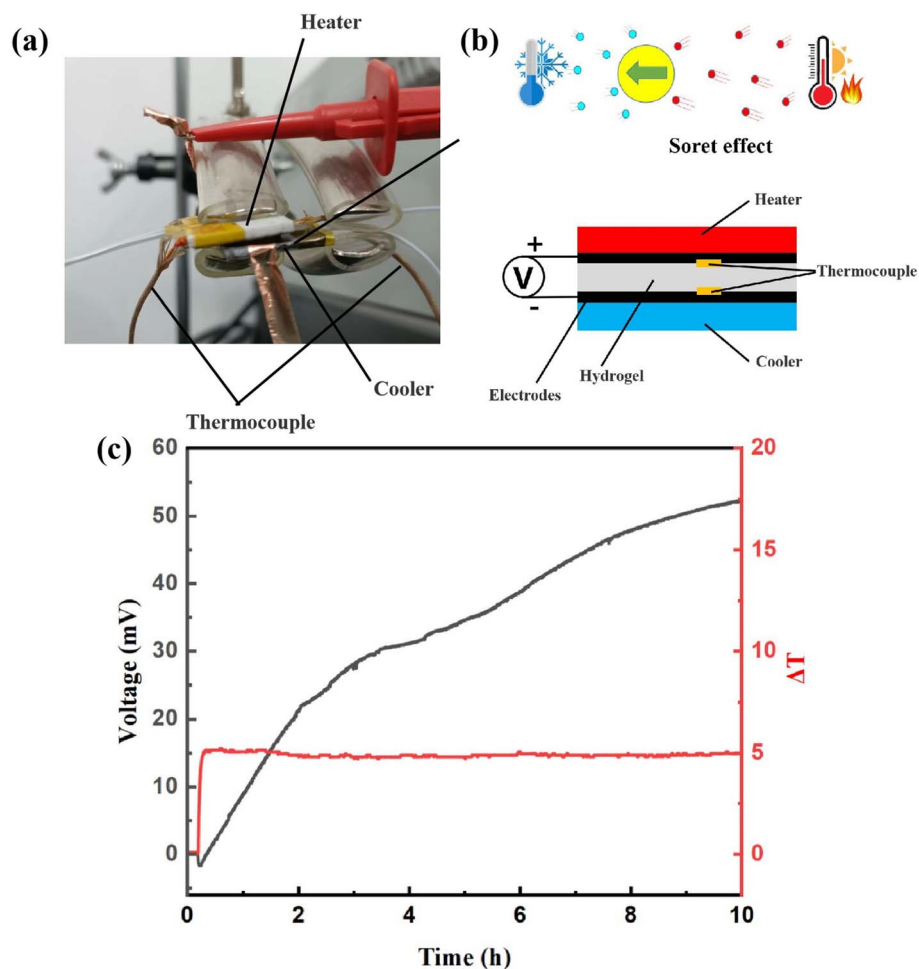 (a)
Heater
Cooler
Thermocouple
(b)
Soret effect
Heater
+
V
-
Thermocouple
Cooler
Hydrogel
Electrodes
(c)
60
50
40
30
20
10
0
Voltage (mV)
20
15
10
5
0
ΔT
0
2
4
6
8
10
Time (h)